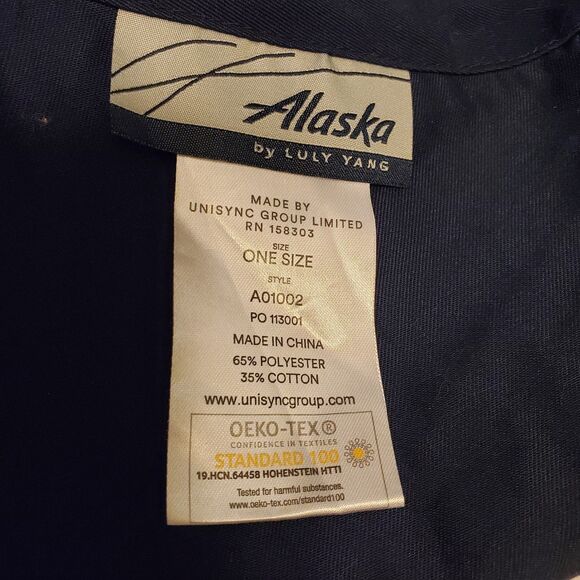 Alaska
by LULY YANG
MADE BY
UNISYNC GROUP LIMITED
RN 158303
SIZE
ONE SIZE
STYLE
A01002
PO 113001
MADE IN CHINA
65% POLYESTER
35% COTTON
www.unisyncgroup.com
OEKO-TEX®
CONFIDENCE IN TEXTILES
STANDARD 100
19.HCN.64458 HOHENSTEIN HTTI
Tested for harmful substances.
www.oeko-tex.com/standard100